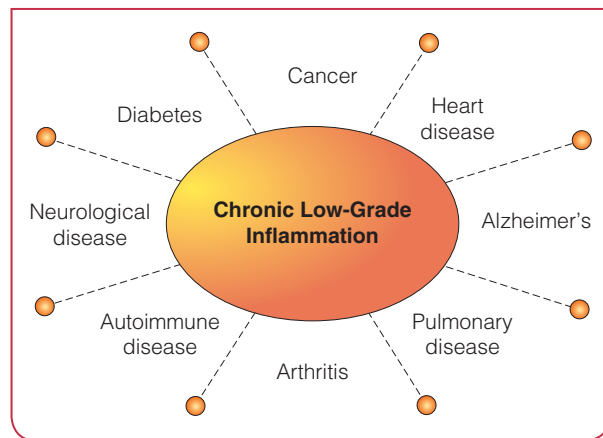 Cancer
Diabetes
Heart
disease
Neurological
disease
Chronic Low-Grade
Inflammation
Alzheimer's
Autoimmune
disease
Pulmonary
disease
Arthritis